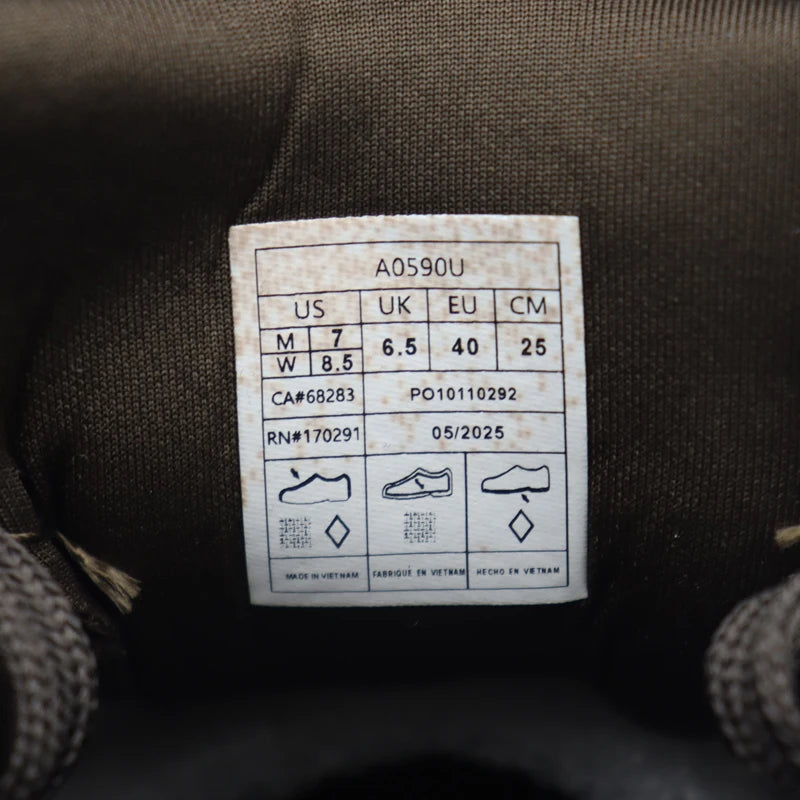 A0590U
US UK EU CM
M 7 6.5 40 25
W 8.5
CA#68283 PO10110292
RN#170291 05/2025
MADE IN VIETNAM FABRIQUÉ EN VIETNAM HECHO EN VIETNAM